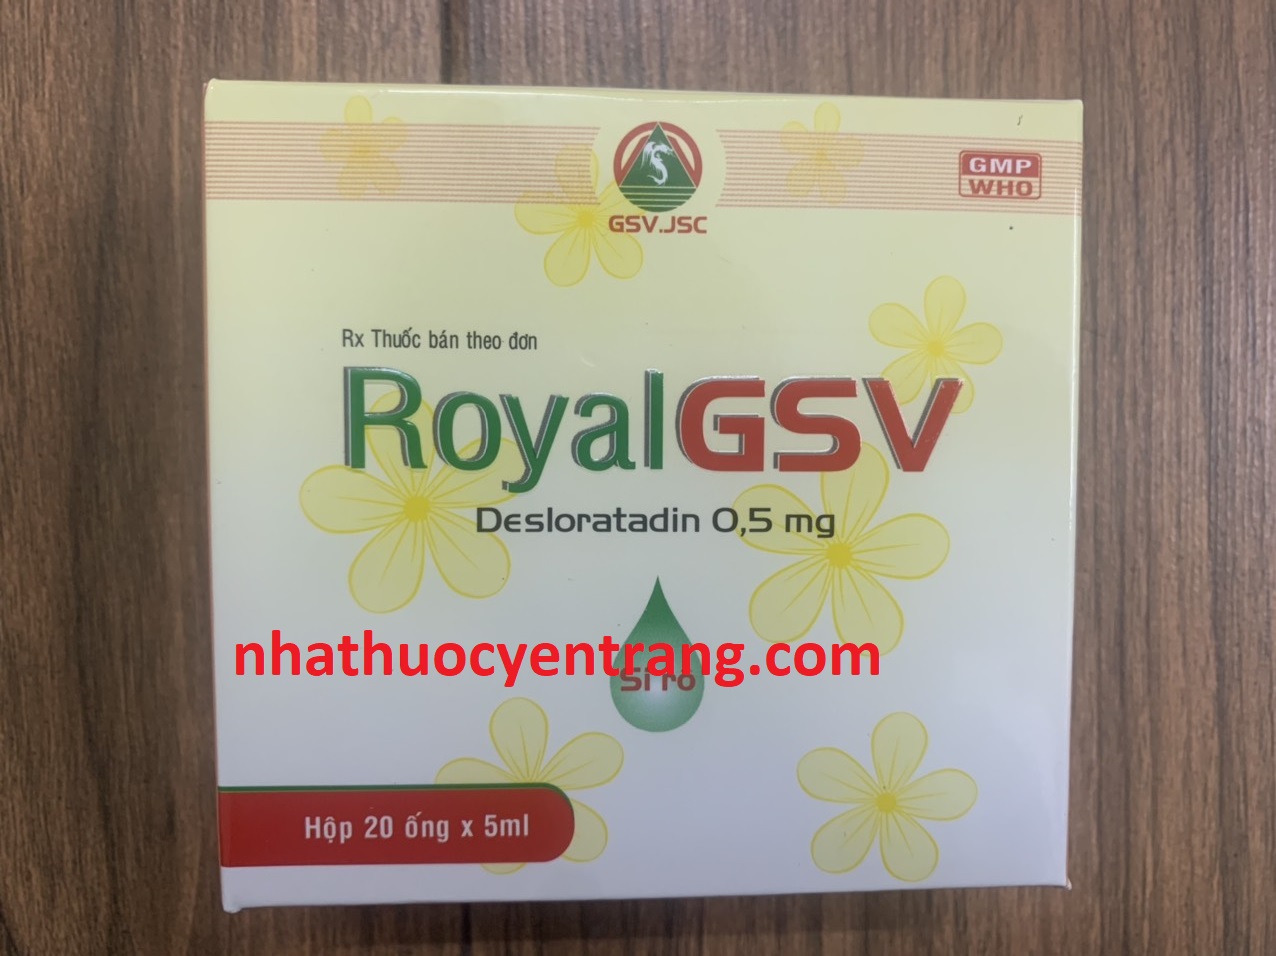 GSV.JSC
GMP
WHO
Rx Thuốc bán theo đơn
RoyalGSV
Desloratadin 0,5 mg
nhathuocyentrang.com
Si rô
Hộp 20 ống x 5ml